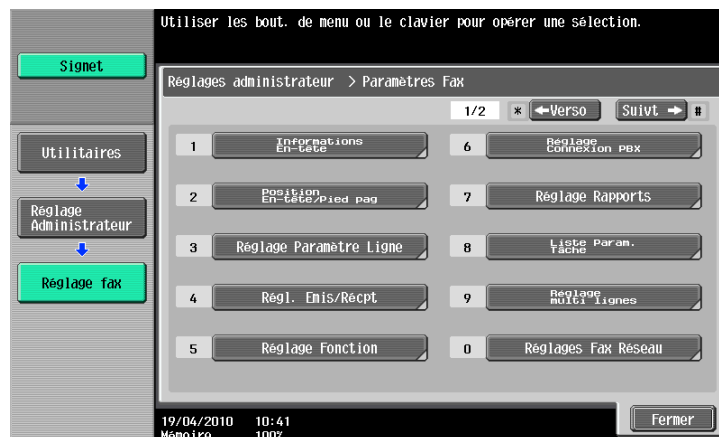 Utiliser les bout. de menu ou le clavier pour opérer une sélection.
Signet
Réglages administrateur > Paramètres Fax
1/2 * ←Verso Suivt → #
Utilitaires
Réglage
Administrateur
Réglage fax
1 Informations
En-tête
2 Position
En-tête/Pied pag
3 Réglage Paramètre Ligne
4 Régl. Emis/Récpt
5 Réglage Fonction
6 Réglage
Connexion PBX
7 Réglage Rapports
8 Liste Param.
Tâche
9 Réglage
multi lignes
0 Réglages Fax Réseau
19/04/2010 10:41
Mémoire 100%
Fermer